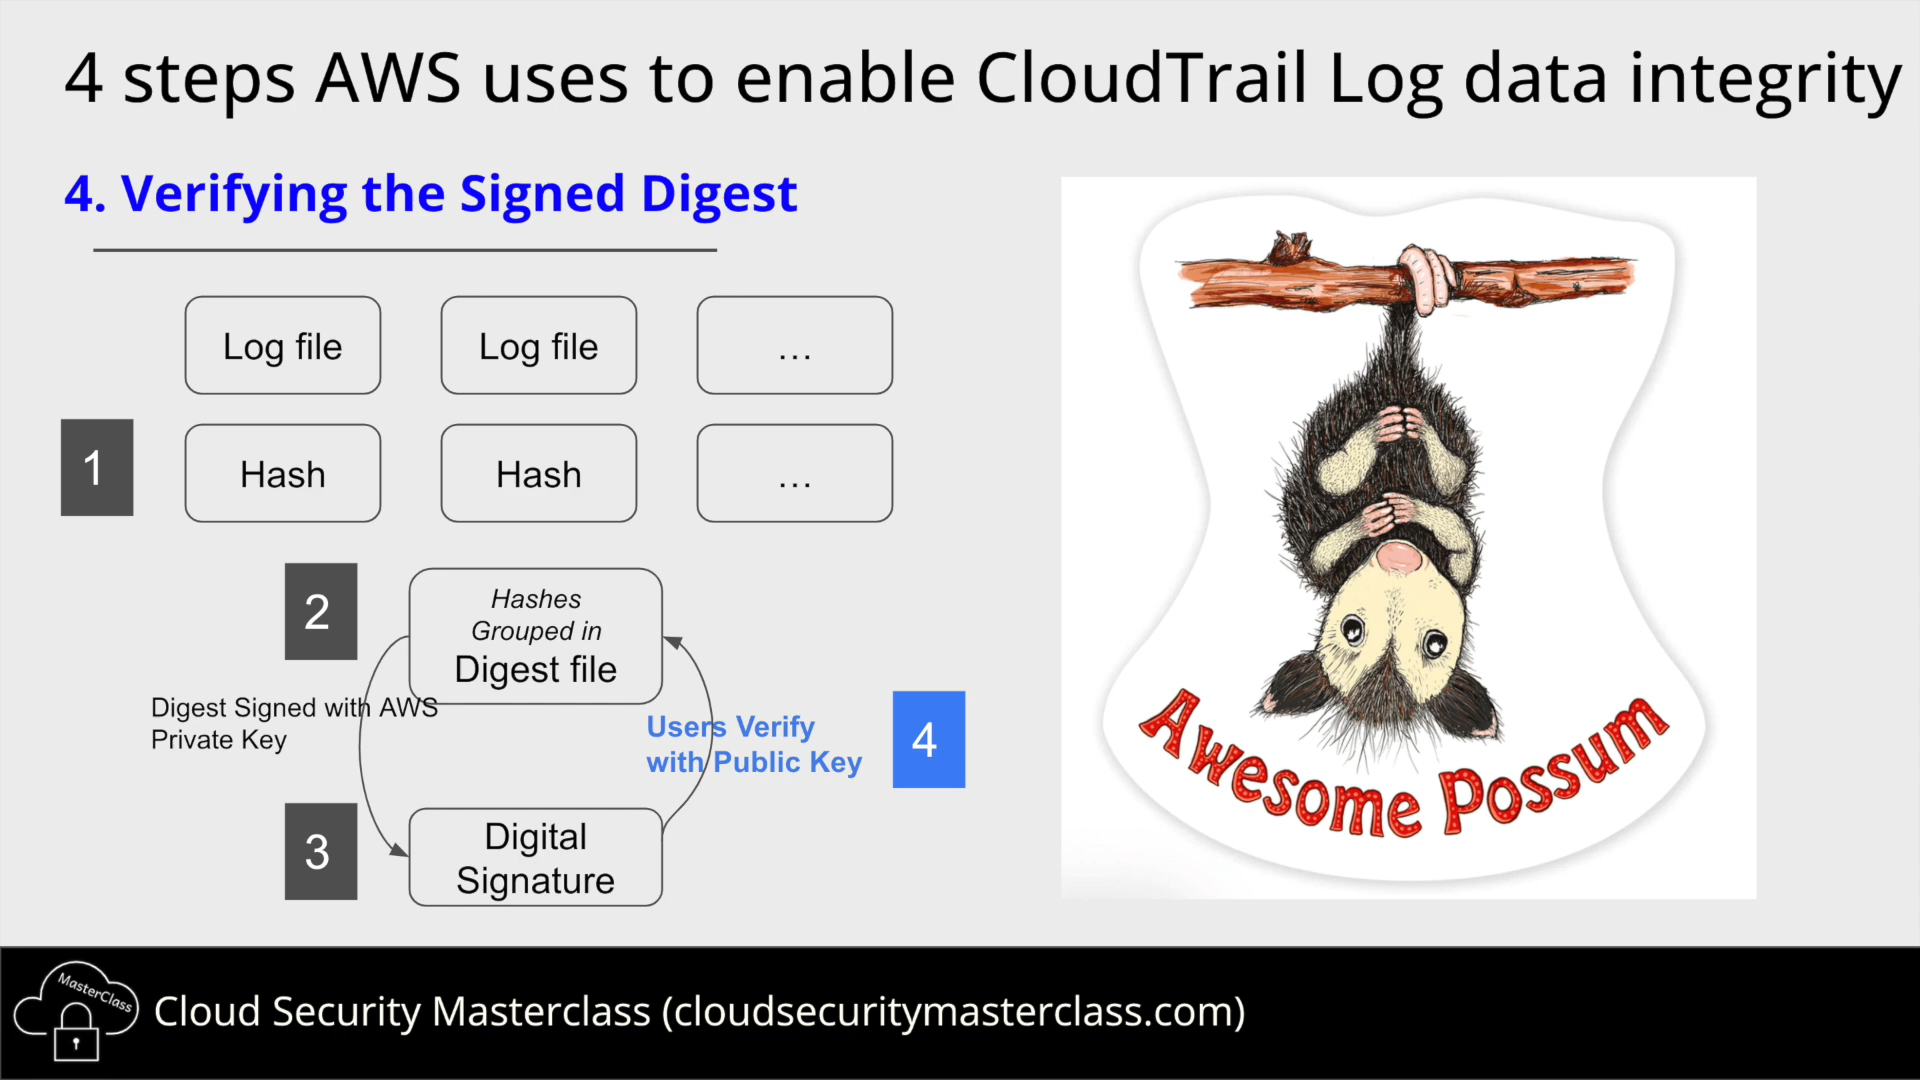 4 steps AWS uses to enable CloudTrail Log data integrity
4. Verifying the Signed Digest
Log file
Log file
…
1
Hash
Hash
…
2
Hashes
Grouped in
Digest file
Digest Signed with AWS
Private Key
Users Verify
with Public Key
4
3
Digital
Signature
Awesome Possum
MasterClass
Cloud Security Masterclass (cloudsecuritymasterclass.com)